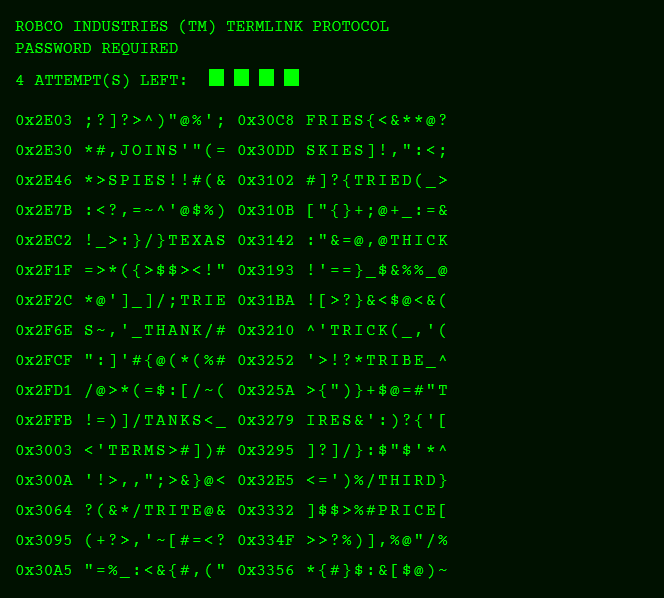 ROBCO INDUSTRIES (TM) TERMLINK PROTOCOL
PASSWORD REQUIRED
4 ATTEMPT(S) LEFT:
0x2E03 ;?]?>^)"@%'; 0x30C8 FRIES{<&**@?
0x2E30 *#,JOINS'"(= 0x30DD SKIES]!,":<;
0x2E46 *>SPIES!!#(& 0x3102 #]?{TRIED(_>
0x2E7B :<?,=~^'@$%) 0x310B ["{}+;@+_:=&
0x2EC2 !_>:}/}TEXAS 0x3142 :"&=@,@THICK
0x2F1F =>*({>$$><!" 0x3193 !'==}_$&%%_@
0x2F2C *@']_]/;TRIE 0x31BA ![>?}&<$@<&(
0x2F6E S~,'_THANK/# 0x3210 ^'TRICK(_,'(
0x2FCF ":]'#{@(*(%# 0x3252 '>!?*TRIBE_^
0x2FD1 /@>*(=$:[/~( 0x325A >{")}+$@=#"T
0x2FFB !=)]/TANKS<_ 0x3279 IRES&':)?{'[
0x3003 <'TERMS>#])# 0x3295 ]?]/}:$"$'*^
0x300A '!>,,";>&}@< 0x32E5 <=')%/THIRD}
0x3064 ?(&*/TRITE@& 0x3332 ]$$>%#PRICE[
0x3095 (+?>,'~[#=<? 0x334F >>?%)],%@"/%
0x30A5 "=%_:<&{#,(" 0x3356 *{#}$:&[$@)~